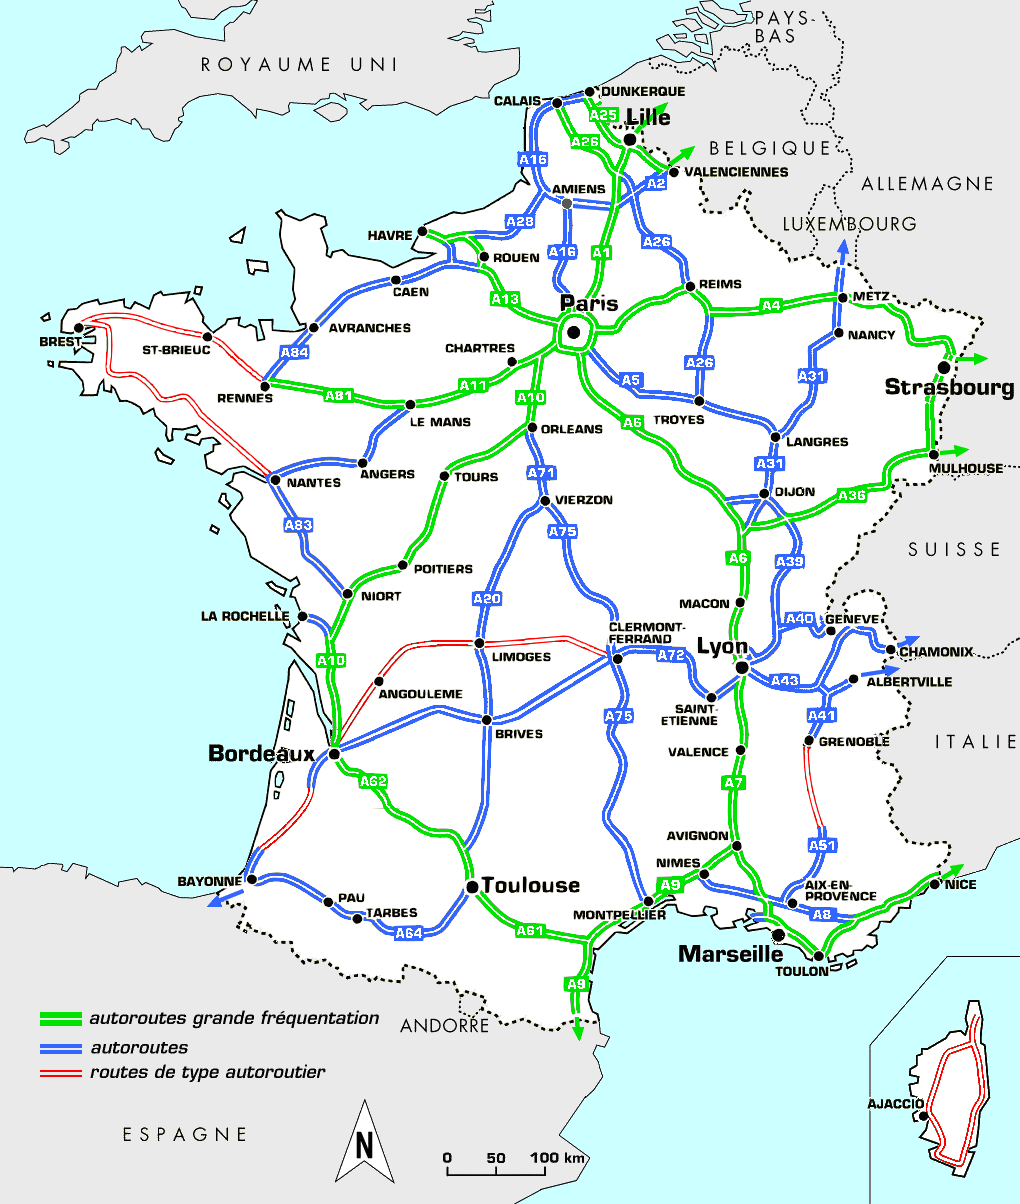 PAYS-
BAS
ROYAUME UNI
DUNKERQUE
CALAIS
A25
Lille
A26
BELGIQUE
A16
VALENCIENNES
ALLEMAGNE
A2
AMIENS
LUXEMBOURG
A28
HAVRE
A26
A16
A1
ROUEN
REIMS
CAEN
A13
METZ
Paris
A4
AVRANCHES
NANCY
BREST
ST-BRIEUC
CHARTRES
A84
A26
Strasbourg
A5
A31
A11
RENNES
A81
A10
TROYES
LE MANS
A6
ORLEANS
LANGRES
A31
MULHOUSE
ANGERS
TOURS
A71
NANTES
DIJON
A36
VIERZON
A83
A75
SUISSE
A6
A39
POITIERS
NIORT
A20
MACON
LA ROCHELLE
A40
GENEVE
CLERMONT-
FERRAND
Lyon
CHAMONIX
A10
LIMOGES
A72
A43
ALBERTVILLE
ANGOULEME
SAINT-
ETIENNE
A75
A41
BRIVES
GRENOBLE
ITALIE
Bordeaux
VALENCE
A62
A7
AVIGNON
A51
NIMES
BAYONNE
Toulouse
A9
AIX-EN-
PROVENCE
NICE
PAU
TARBES
MONTPELLIER
A8
A64
A61
Marseille
TOULON
A9
autoroutes grande fréquentation
ANDORRE
autoroutes
routes de type autoroutier
AJACCIO
ESPAGNE
N
0 50 100 km